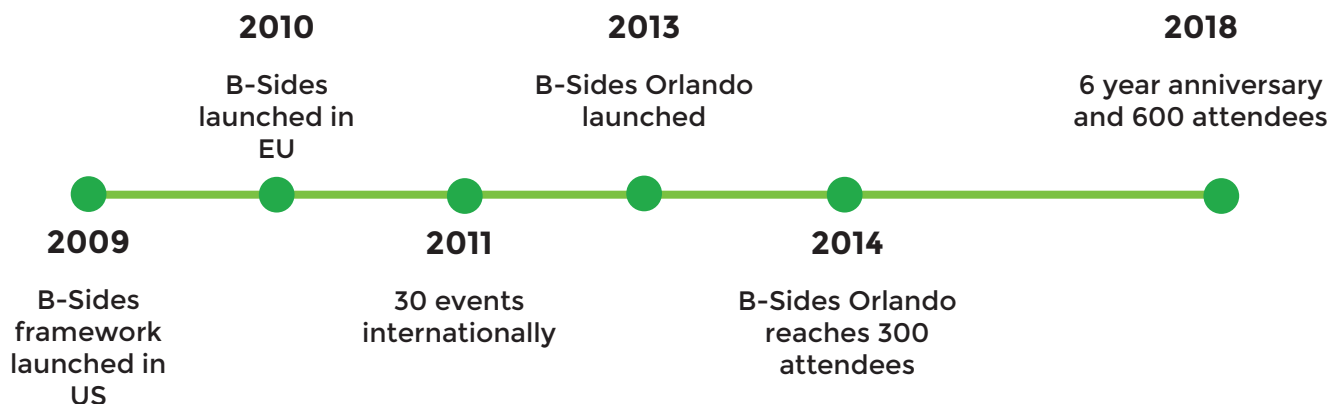 2010
B-Sides
launched in
EU
2013
B-Sides Orlando
launched
2018
6 year anniversary
and 600 attendees
2009
B-Sides
framework
launched in
US
2011
30 events
internationally
2014
B-Sides Orlando
reaches 300
attendees